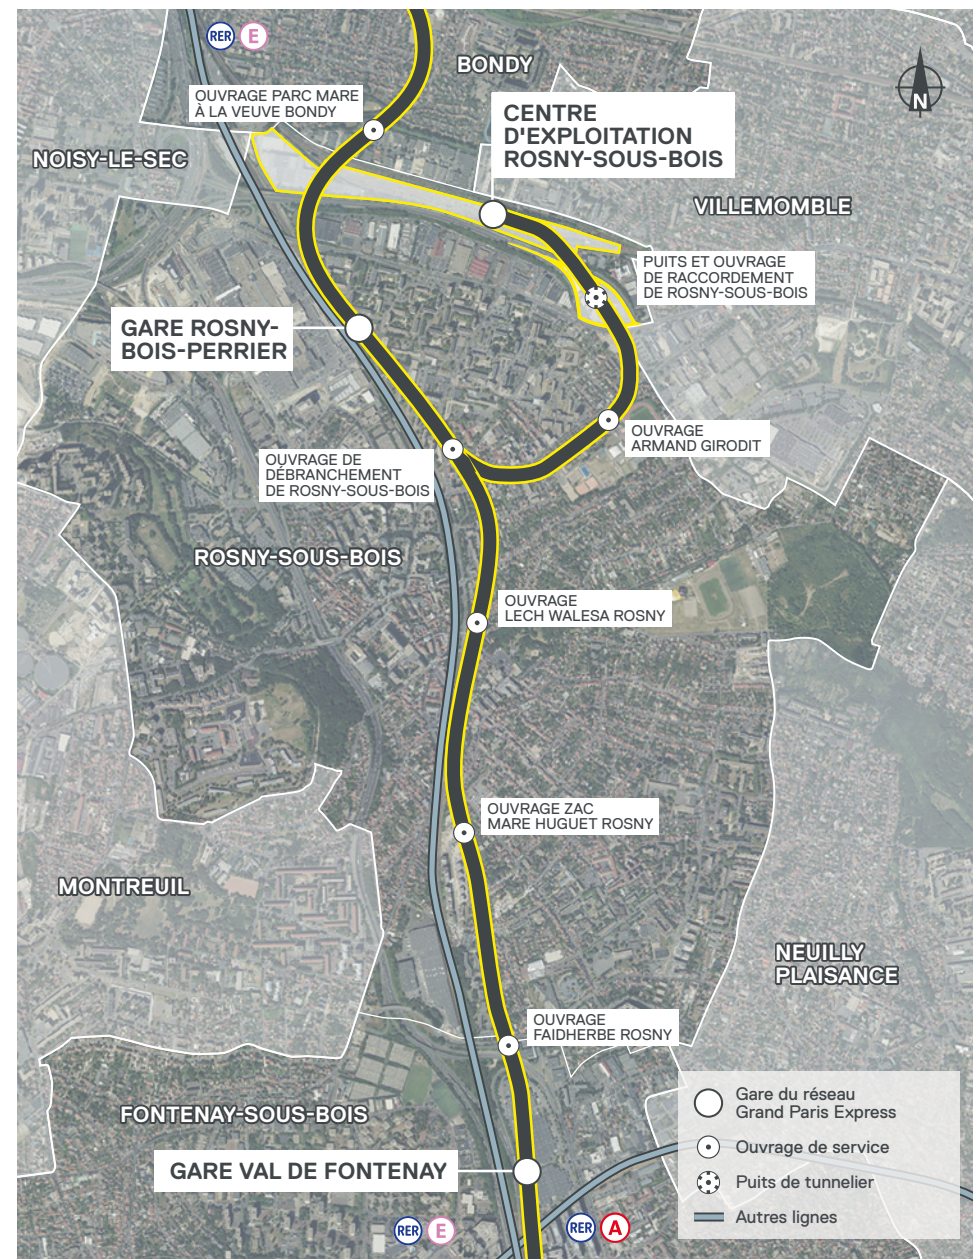 RER E
BONDY
OUVRAGE PARC MARE
À LA VEUVE BONDY
N
CENTRE
D'EXPLOITATION
ROSNY-SOUS-BOIS
NOISY-LE-SEC
VILLEMOMBLE
PUITS ET OUVRAGE
DE RACCORDEMENT
DE ROSNY-SOUS-BOIS
GARE ROSNY-
BOIS-PERRIER
OUVRAGE
ARMAND GIRODIT
OUVRAGE DE
DÉBRANCHEMENT
DE ROSNY-SOUS-BOIS
ROSNY-SOUS-BOIS
OUVRAGE
LECH WALESA ROSNY
OUVRAGE ZAC
MARE HUGUET ROSNY
MONTREUIL
NEUILLY
PLAISANCE
OUVRAGE
FAIDHERBE ROSNY
FONTENAY-SOUS-BOIS
GARE VAL DE FONTENAY
RER E
RER A
Gare du réseau
Grand Paris Express
Ouvrage de service
Puits de tunnelier
Autres lignes